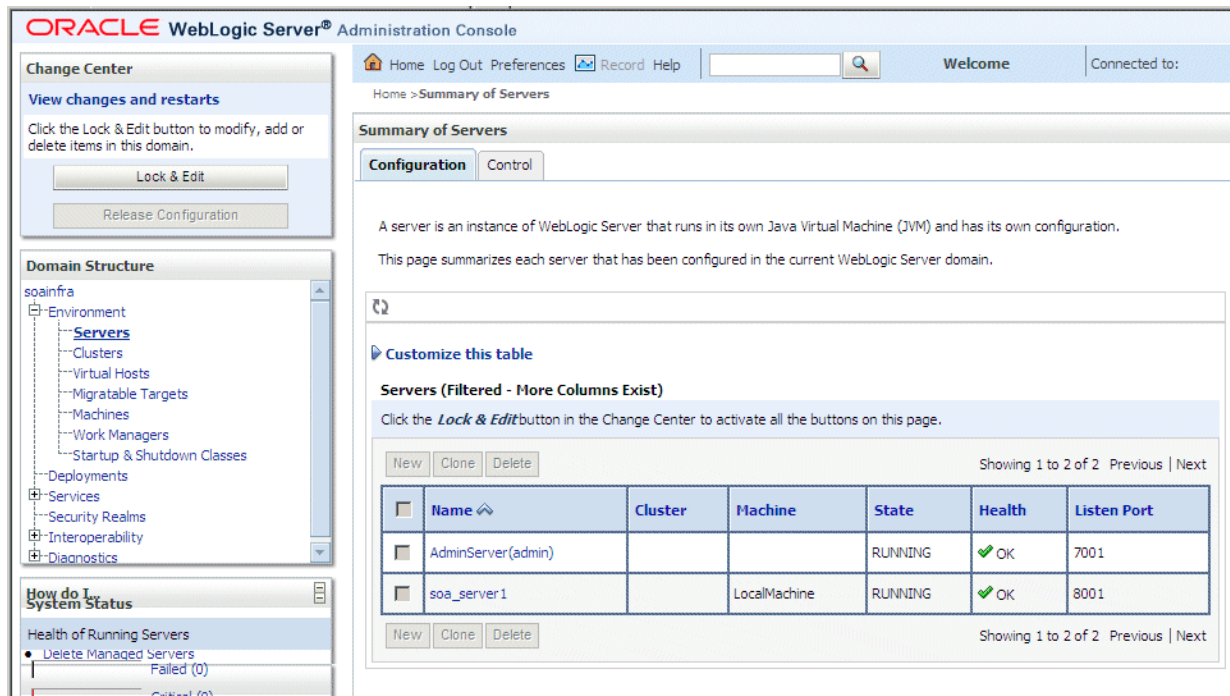 ORACLE WebLogic Server® Administration Console
Change Center
View changes and restarts
Click the Lock & Edit button to modify, add or
delete items in this domain.
Lock & Edit
Release Configuration
Domain Structure
soainfra
Environment
Servers
Clusters
Virtual Hosts
Migratable Targets
Machines
Work Managers
Startup & Shutdown Classes
Deployments
Services
Security Realms
Interoperability
Diagnostics
How do I...
System Status
Health of Running Servers
Delete Managed Servers
Failed (0)
Critical (0)
Home Log Out Preferences Record Help
Welcome
Connected to:
Home >Summary of Servers
Summary of Servers
Configuration Control
A server is an instance of WebLogic Server that runs in its own Java Virtual Machine (JVM) and has its own configuration.
This page summarizes each server that has been configured in the current WebLogic Server domain.
Customize this table
Servers (Filtered - More Columns Exist)
Click the Lock & Edit button in the Change Center to activate all the buttons on this page.
New Clone Delete Showing 1 to 2 of 2 Previous | Next
Name Cluster Machine State Health Listen Port
AdminServer(admin) RUNNING OK 7001
soa_server1 LocalMachine RUNNING OK 8001
New Clone Delete Showing 1 to 2 of 2 Previous | Next